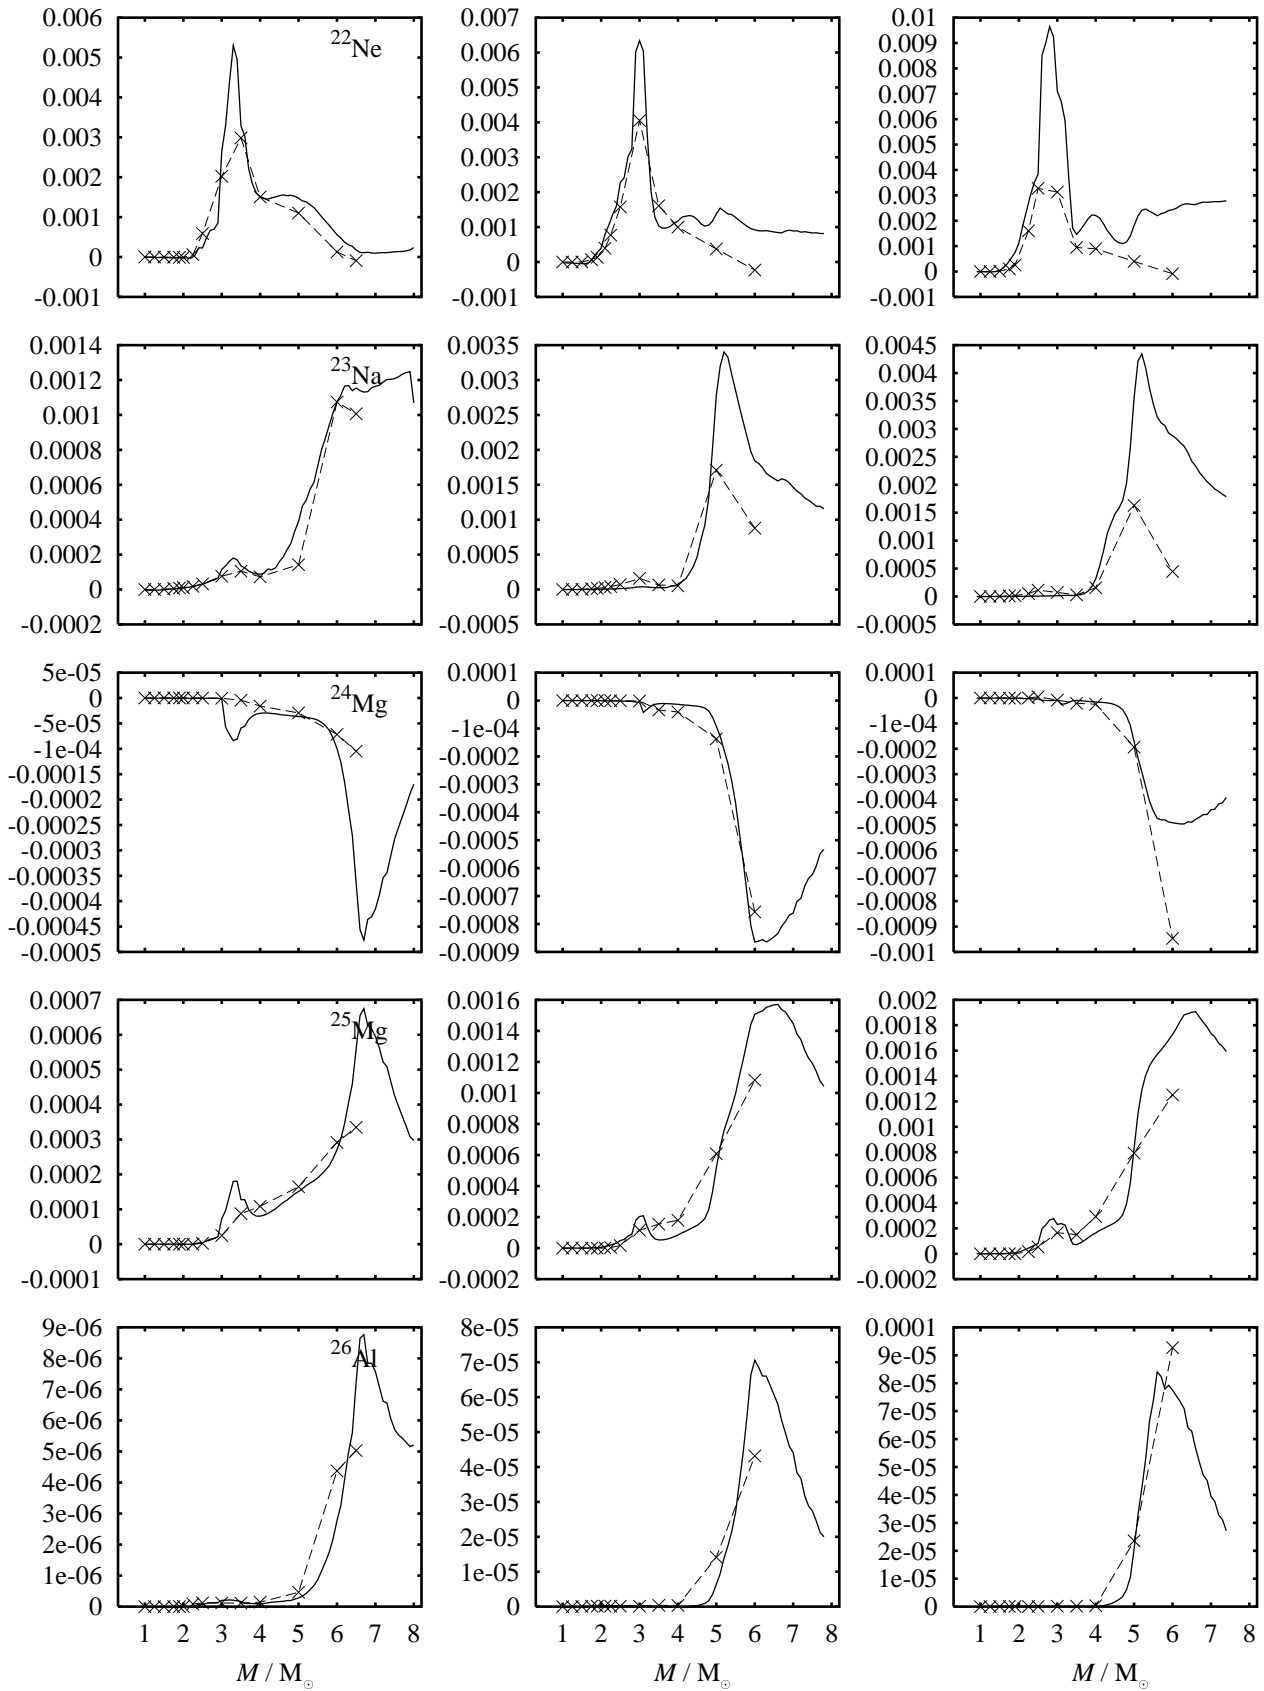 0.006 0.005 0.004 0.003 0.002 0.001 0 -0.001
²²Ne
0.007 0.006 0.005 0.004 0.003 0.002 0.001 0 -0.001
0.01 0.009 0.008 0.007 0.006 0.005 0.004 0.003 0.002 0.001 0 -0.001
0.0014 0.0012 0.001 0.0008 0.0006 0.0004 0.0002 0 -0.0002
²³Na
0.0035 0.003 0.0025 0.002 0.0015 0.001 0.0005 0 -0.0005
0.0045 0.004 0.0035 0.003 0.0025 0.002 0.0015 0.001 0.0005 0 -0.0005
5e-05 0 -5e-05 -1e-04 -0.00015 -0.0002 -0.00025 -0.0003 -0.00035 -0.0004 -0.00045 -0.0005
²⁴Mg
0.0001 0 -1e-04 -0.0002 -0.0003 -0.0004 -0.0005 -0.0006 -0.0007 -0.0008 -0.0009
0.0001 0 -1e-04 -0.0002 -0.0003 -0.0004 -0.0005 -0.0006 -0.0007 -0.0008 -0.0009 -0.001
0.0007 0.0006 0.0005 0.0004 0.0003 0.0002 0.0001 0 -0.0001
²⁵Mg
0.0016 0.0014 0.0012 0.001 0.0008 0.0006 0.0004 0.0002 0 -0.0002
0.002 0.0018 0.0016 0.0014 0.0012 0.001 0.0008 0.0006 0.0004 0.0002 0 -0.0002
9e-06 8e-06 7e-06 6e-06 5e-06 4e-06 3e-06 2e-06 1e-06 0
²⁶Al
8e-05 7e-05 6e-05 5e-05 4e-05 3e-05 2e-05 1e-05 0
0.0001 9e-05 8e-05 7e-05 6e-05 5e-05 4e-05 3e-05 2e-05 1e-05 0
1 2 3 4 5 6 7 8
1 2 3 4 5 6 7 8
1 2 3 4 5 6 7 8
M / M☉
M / M☉
M / M☉